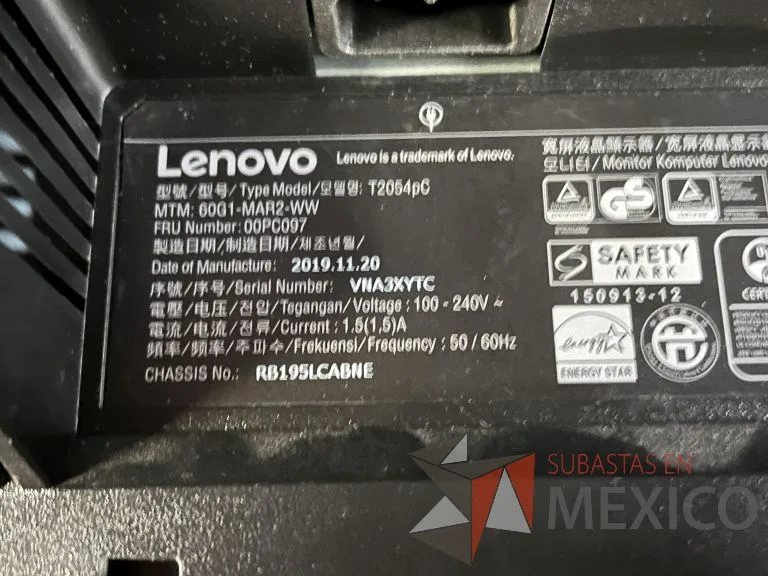 Lenovo Lenovo is a trademark of Lenovo.
型號/型号/Type Model/모델명: T2054pC
MTM: 60G1-MAR2-WW
FRU Number: 00PC097
製造日期/制造日期/제조년월/
Date of Manufacture: 2019.11.20
序號/序号/Serial Number: VNA3XYTC
電壓/电压/전압/Tegangan/Voltage : 100 - 240V ~
電流/电流/전류/Current : 1.5(1,5)A
頻率/频率/주파수/Frekuensi/Frequency : 50 / 60Hz
CHASSIS No.: RB195LCABNE
寬屏液晶顯示器/宽屏液晶显示器
모니터/Monitor Komputer Lenovo
GS
SAFETY
MARK
150913-12
energy
ENERGY STAR
CERT
SUBASTAS EN
MÉXICO